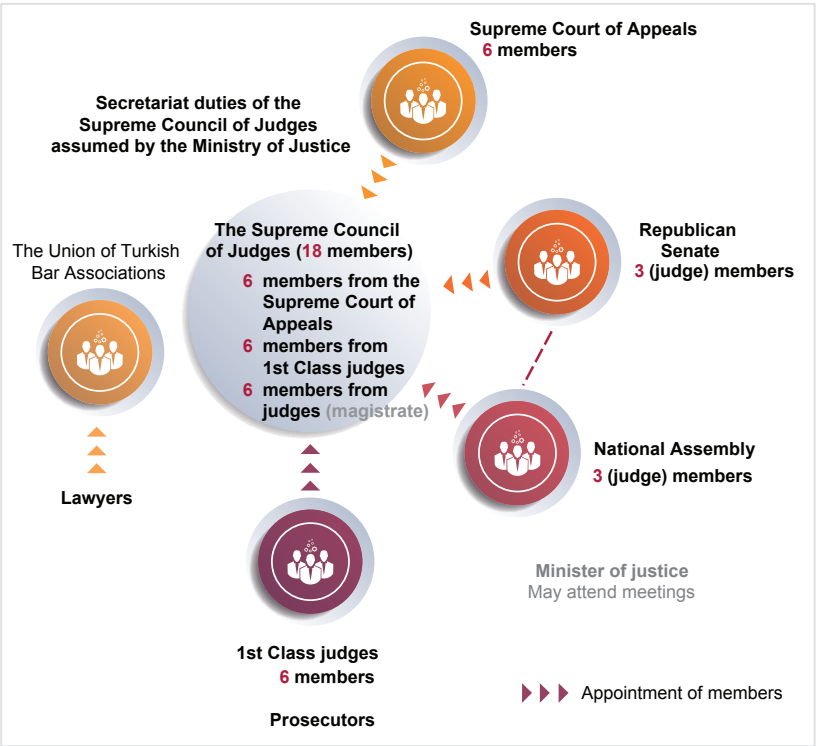 Supreme Court of Appeals
6 members
Secretariat duties of the
Supreme Council of Judges
assumed by the Ministry of Justice
The Supreme Council
of Judges (18 members)
6 members from the
Supreme Court of
Appeals
6 members from
1st Class judges
6 members from
judges (magistrate)
Republican
Senate
3 (judge) members
The Union of Turkish
Bar Associations
Lawyers
National Assembly
3 (judge) members
Minister of justice
May attend meetings
1st Class judges
6 members
Prosecutors
Appointment of members